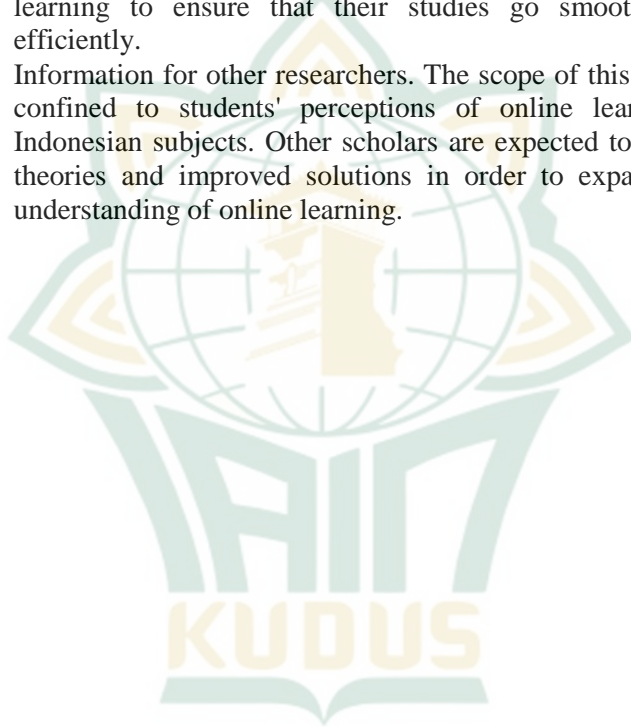 learning to ensure that their studies go smoot
efficiently.
Information for other researchers. The scope of this
confined to students' perceptions of online lear
Indonesian subjects. Other scholars are expected to
theories and improved solutions in order to expa
understanding of online learning.
IAIN
KUDUS